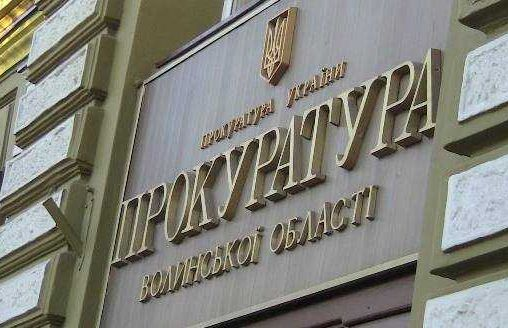 ПРОКУРАТУРА УКРАЇНИ
ПРОКУРАТУРА
ВОЛИНСЬКОЇ ОБЛАСТІ